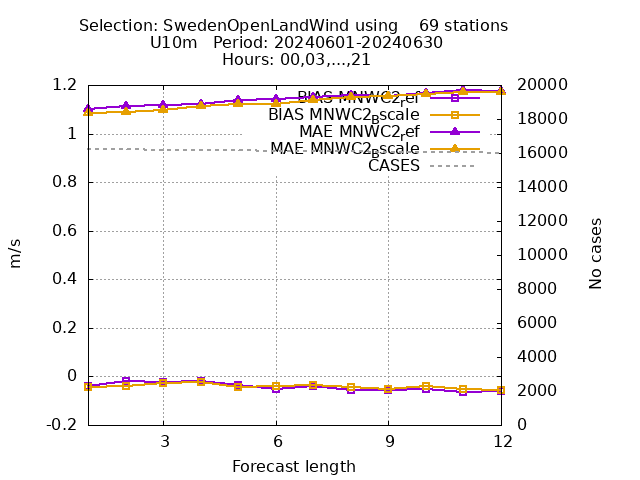 Selection: SwedenOpenLandWind using    69 stations
U10m   Period: 20240601-20240630
Hours: 00,03,...,21
BIAS MNWC2_ref
BIAS MNWC2_Bscale
MAE MNWC2_ref
MAE MNWC2_Bscale
CASES
1.2
1
0.8
0.6
0.4
0.2
0
-0.2
m/s
20000
18000
16000
14000
12000
10000
8000
6000
4000
2000
0
No cases
3
6
9
12
Forecast length